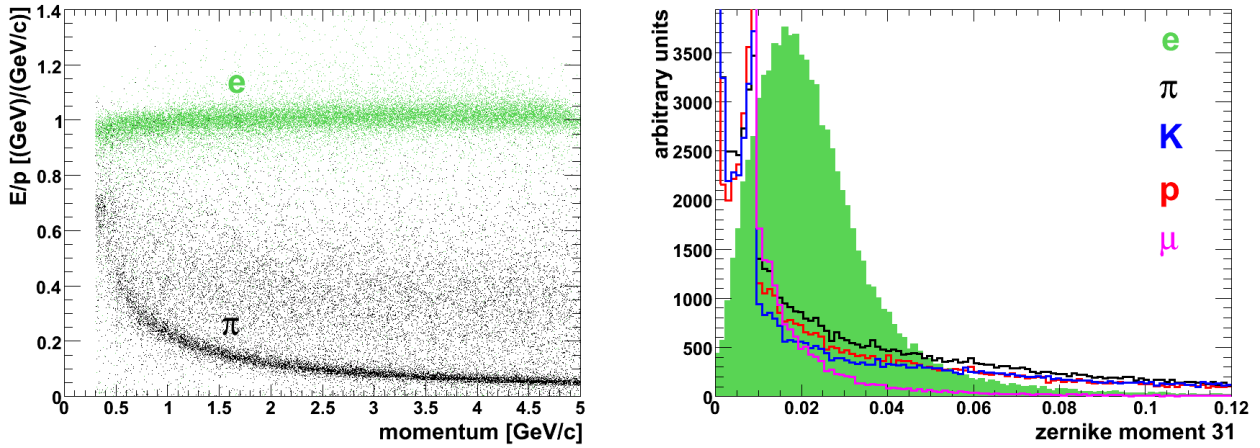 E/p [(GeV)/(GeV/c)]
1.4
1.2
1
0.8
0.6
0.4
0.2
0
e
π
0 0.5 1 1.5 2 2.5 3 3.5 4 4.5 5
momentum [GeV/c]
arbitrary units
3500
3000
2500
2000
1500
1000
500
0
e
π
K
p
μ
0 0.02 0.04 0.06 0.08 0.1 0.12
zernike moment 31